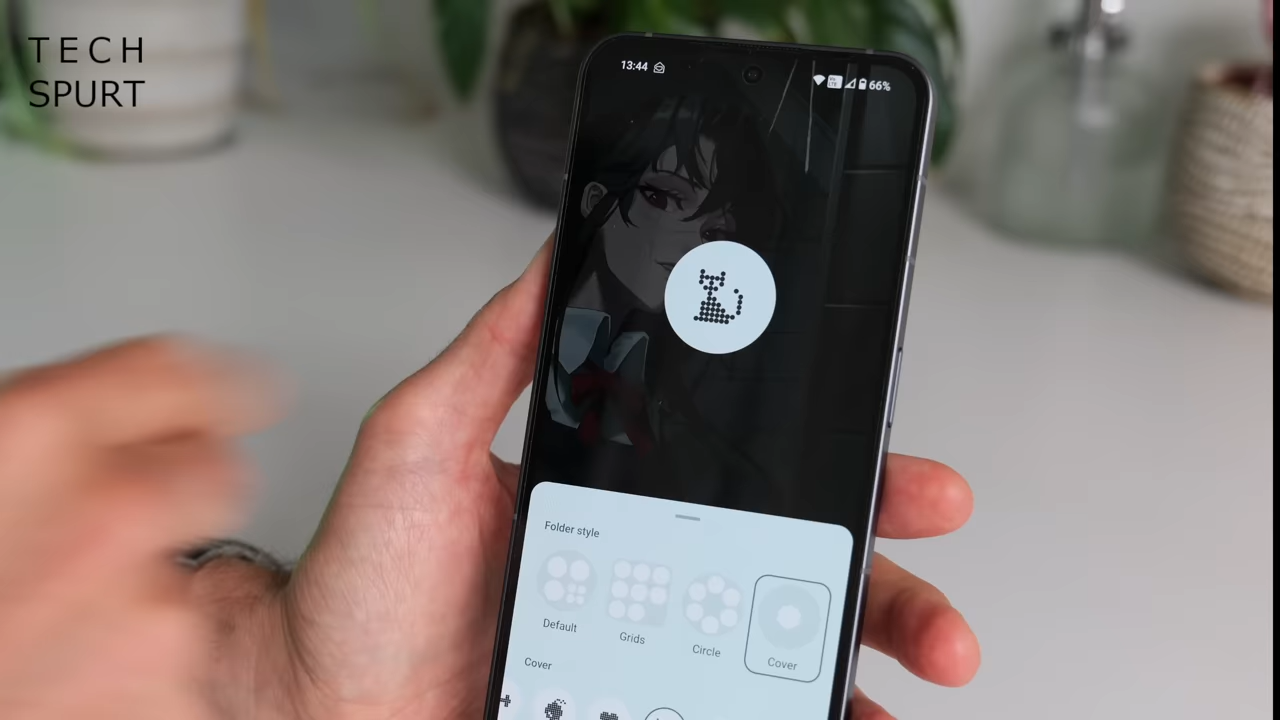 TECH
SPURT
13:44
66%
Folder style
Default
Grids
Circle
Cover
Cover